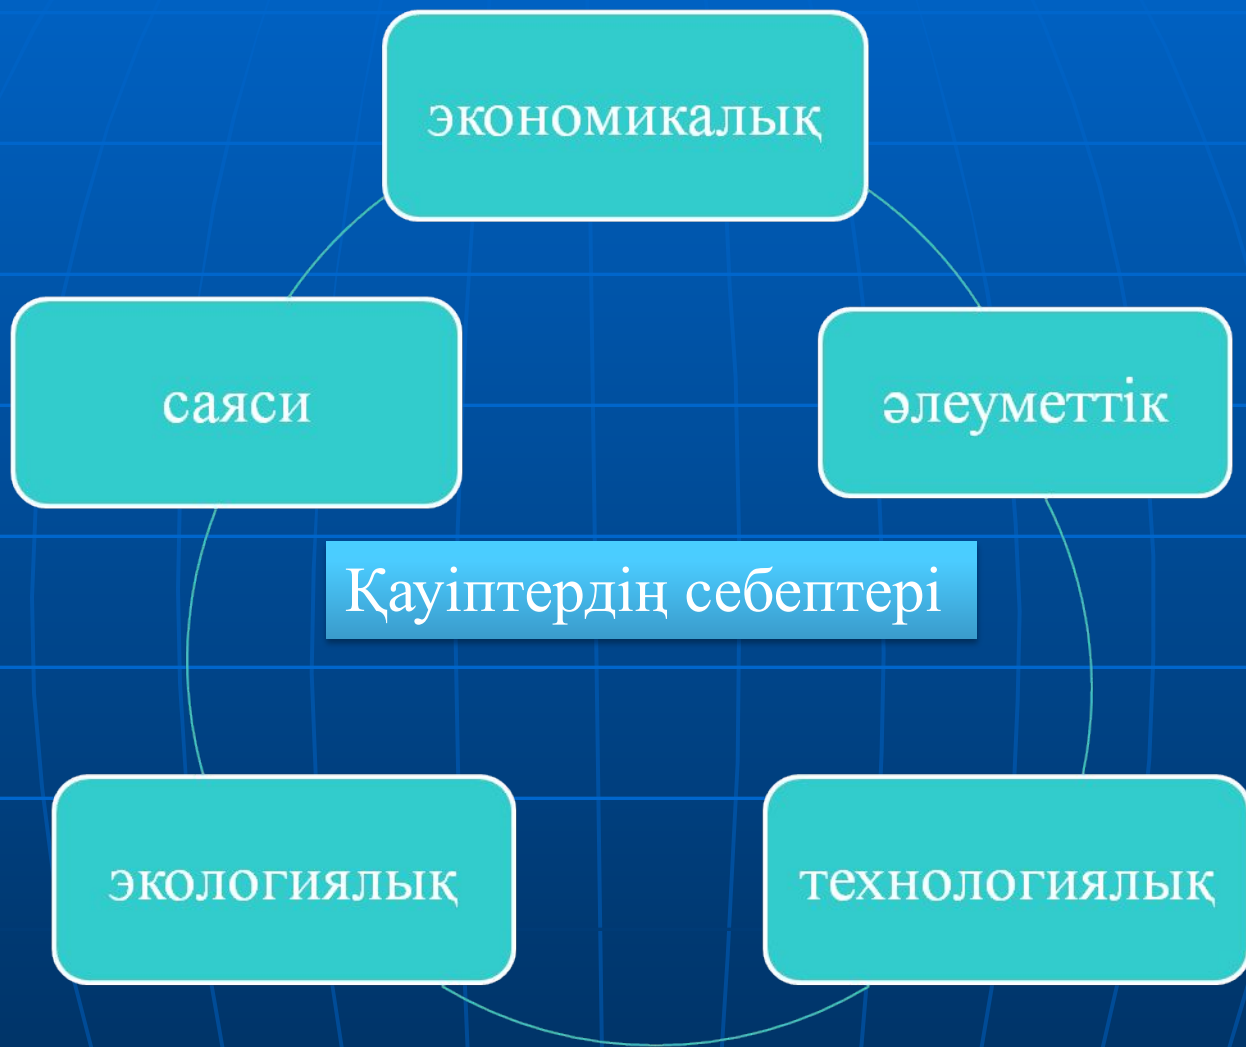 экономикалық
саяси
әлеуметтік
Қауіптердің себептері
экологиялық
технологиялық